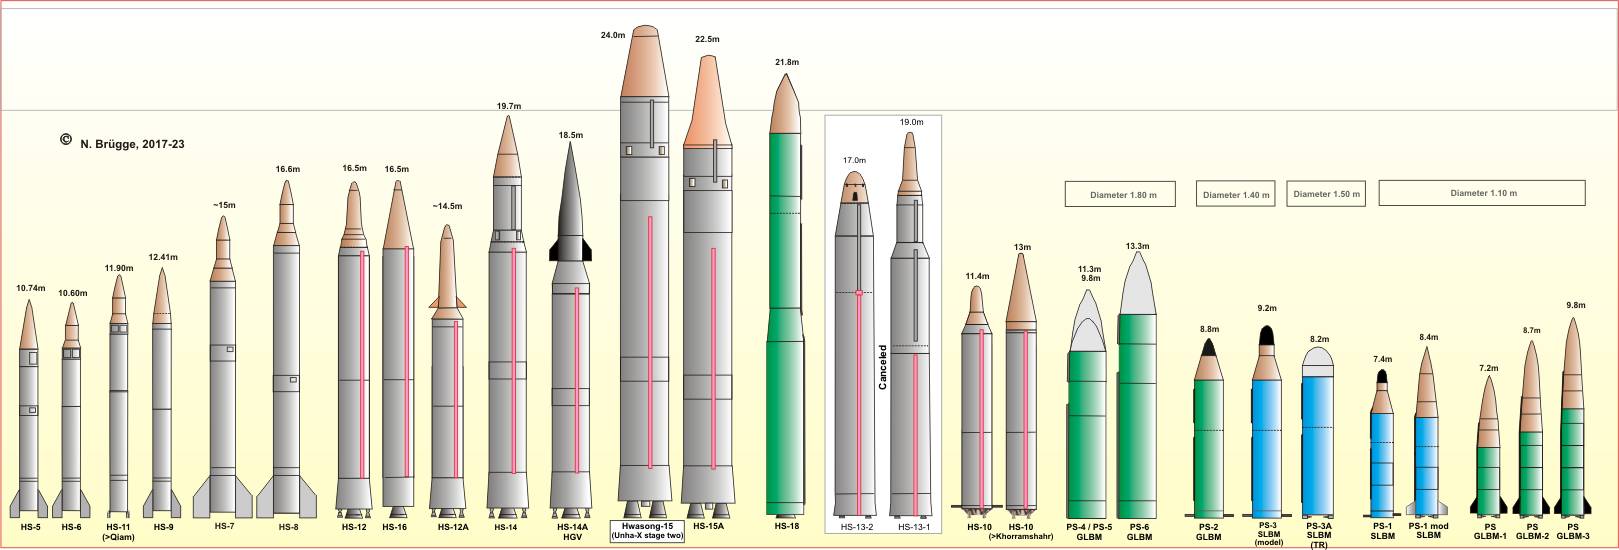 © N. Brügge, 2017-23
10.74m
10.60m
11.90m
12.41m
~15m
16.6m
16.5m
16.5m
~14.5m
19.7m
18.5m
24.0m
22.5m
21.8m
17.0m
19.0m
Canceled
11.4m
13m
11.3m
9.8m
13.3m
8.8m
9.2m
8.2m
7.4m
8.4m
7.2m
8.7m
9.8m
Diameter 1.80 m
Diameter 1.40 m
Diameter 1.50 m
Diameter 1.10 m
HS-5
HS-6
HS-11
(>Qiam)
HS-9
HS-7
HS-8
HS-12
HS-16
HS-12A
HS-14
HS-14A
HGV
Hwasong-15
(Unha-X stage two)
HS-15A
HS-18
HS-13-2
HS-13-1
HS-10
HS-10
(>Khorramshahr)
PS-4 / PS-5
GLBM
PS-6
GLBM
PS-2
GLBM
PS-3
SLBM
(model)
PS-3A
SLBM
(TR)
PS-1
SLBM
PS-1 mod
SLBM
PS
GLBM-1
PS
GLBM-2
PS
GLBM-3